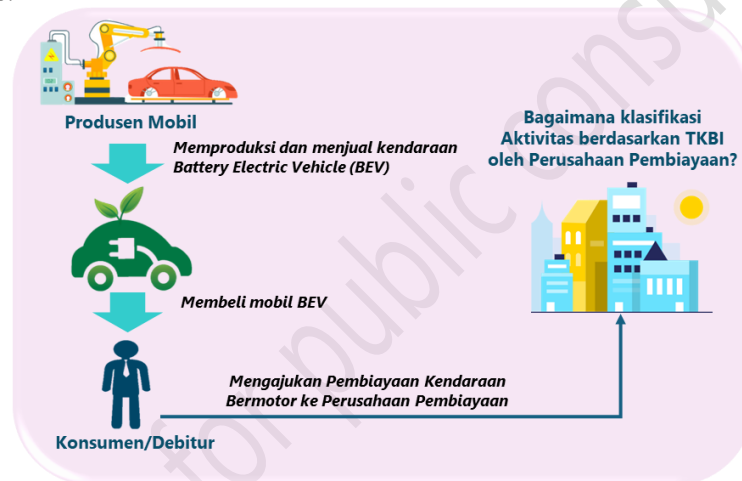 Produsen Mobil
Memproduksi dan menjual kendaraan
Battery Electric Vehicle (BEV)
Bagaimana klasifikasi
Aktivitas berdasarkan TKBI
oleh Perusahaan Pembiayaan?
Membeli mobil BEV
Mengajukan Pembiayaan Kendaraan
Bermotor ke Perusahaan Pembiayaan
Konsumen/Debitur
for public consu